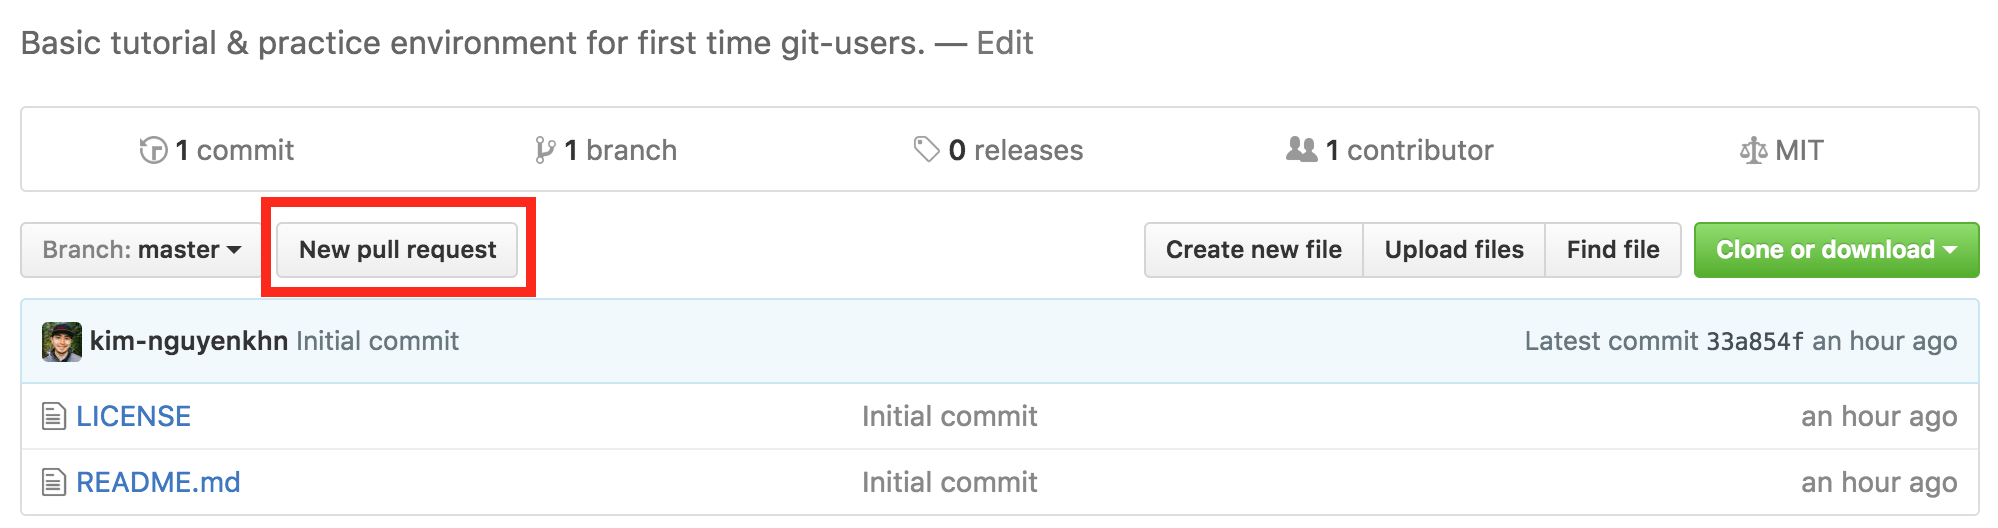 Basic tutorial & practice environment for first time git-users. — Edit
1 commit 1 branch 0 releases 1 contributor MIT
Branch: master New pull request Create new file Upload files Find file Clone or download
kim-nguyenkhn Initial commit Latest commit 33a854f an hour ago
LICENSE Initial commit an hour ago
README.md Initial commit an hour ago